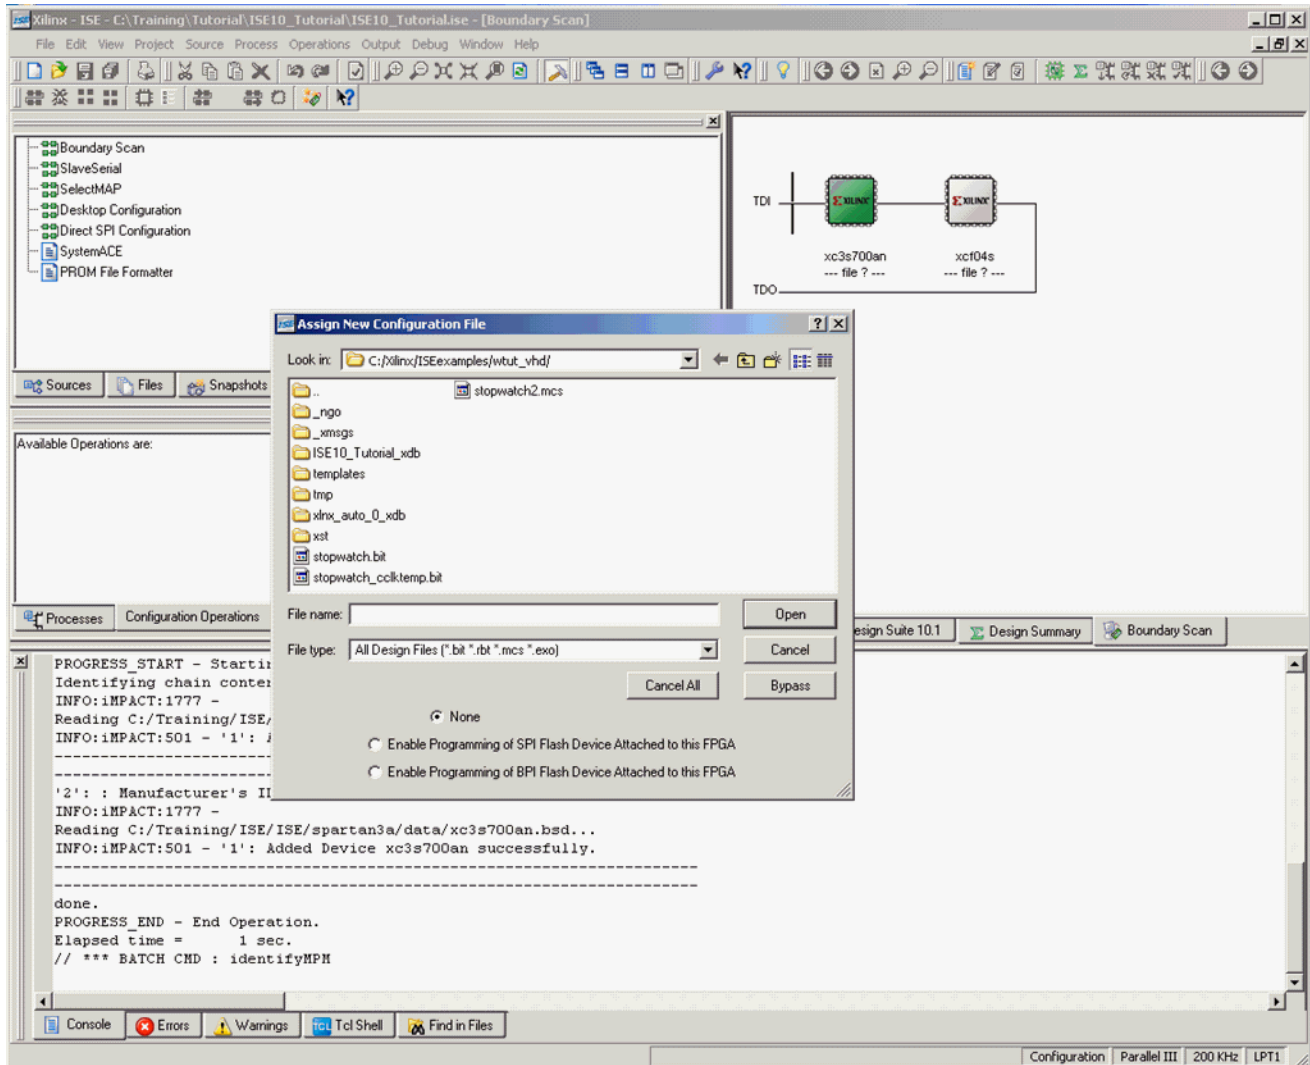 Xilinx - ISE - C:\Training\Tutorial\ISE10_Tutorial\ISE10_Tutorial.ise - [Boundary Scan]
File Edit View Project Source Process Operations Output Debug Window Help
Boundary Scan
SlaveSerial
SelectMAP
Desktop Configuration
Direct SPI Configuration
SystemACE
PROM File Formatter
Sources Files Snapshots
TDI
XILINX XILINX
xc3s700an xcf04s
--- file ? --- --- file ? ---
TDO
Assign New Configuration File
Look in: C:/Xilinx/ISEexamples/wtut_vhd/
.. stopwatch2.mcs
_ngo
_xmsgs
ISE10_Tutorial_xdb
templates
tmp
xlnx_auto_0_xdb
xst
stopwatch.bit
stopwatch_cclktemp.bit
File name: Open
File type: All Design Files (*.bit *.rbt *.mcs *.exo) Cancel
Cancel All Bypass
None
Enable Programming of SPI Flash Device Attached to this FPGA
Enable Programming of BPI Flash Device Attached to this FPGA
Available Operations are:
Processes Configuration Operations
esign Suite 10.1 Design Summary Boundary Scan
PROGRESS_START - Starti
Identifying chain conter
INFO:iMPACT:1777 -
Reading C:/Training/ISE/
INFO:iMPACT:501 - '1': A
----------------------------------------------------------------------
----------------------------------------------------------------------
'2': : Manufacturer's II
INFO:iMPACT:1777 -
Reading C:/Training/ISE/ISE/spartan3a/data/xc3s700an.bsd...
INFO:iMPACT:501 - '1': Added Device xc3s700an successfully.
----------------------------------------------------------------------
----------------------------------------------------------------------
done.
PROGRESS_END - End Operation.
Elapsed time =      1 sec.
// *** BATCH CMD : identifyMPM
Console Errors Warnings Tcl Shell Find in Files
Configuration Parallel III 200 KHz LPT1